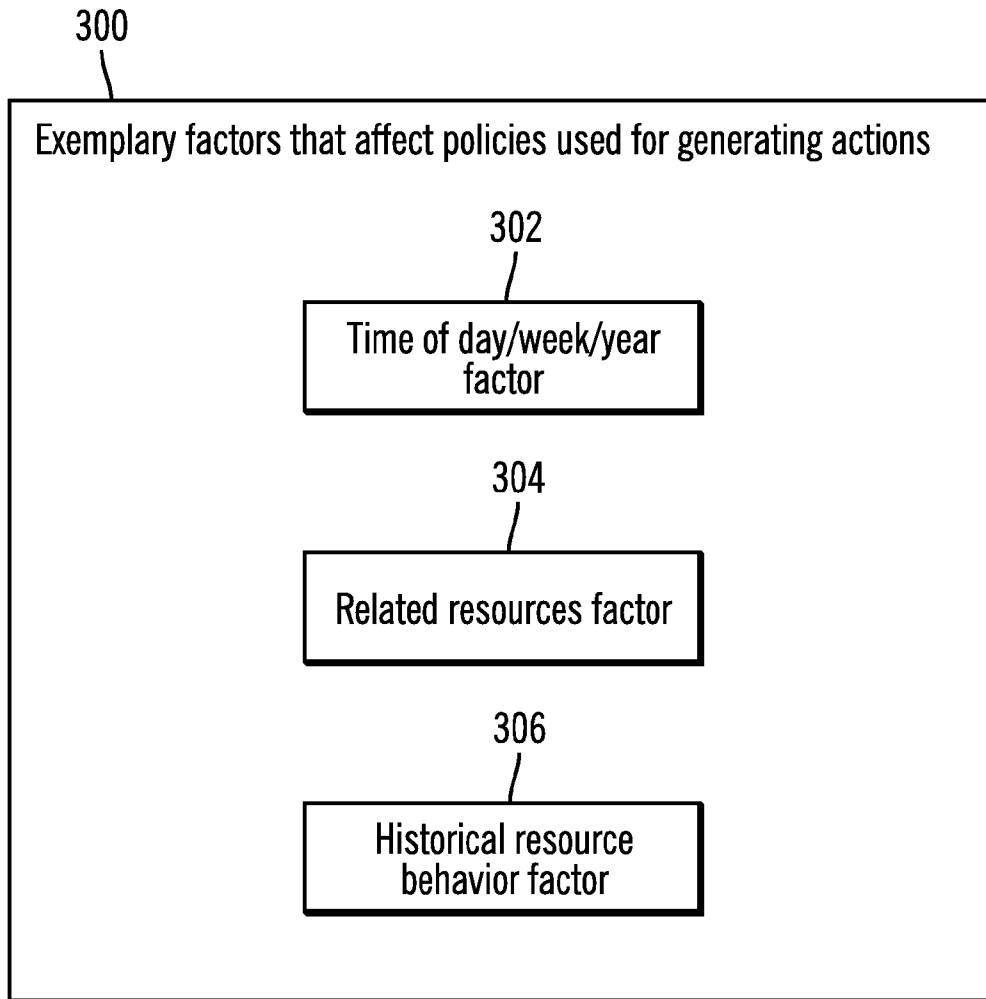 300
Exemplary factors that affect policies used for generating actions
302
Time of day/week/year
factor
304
Related resources factor
306
Historical resource
behavior factor